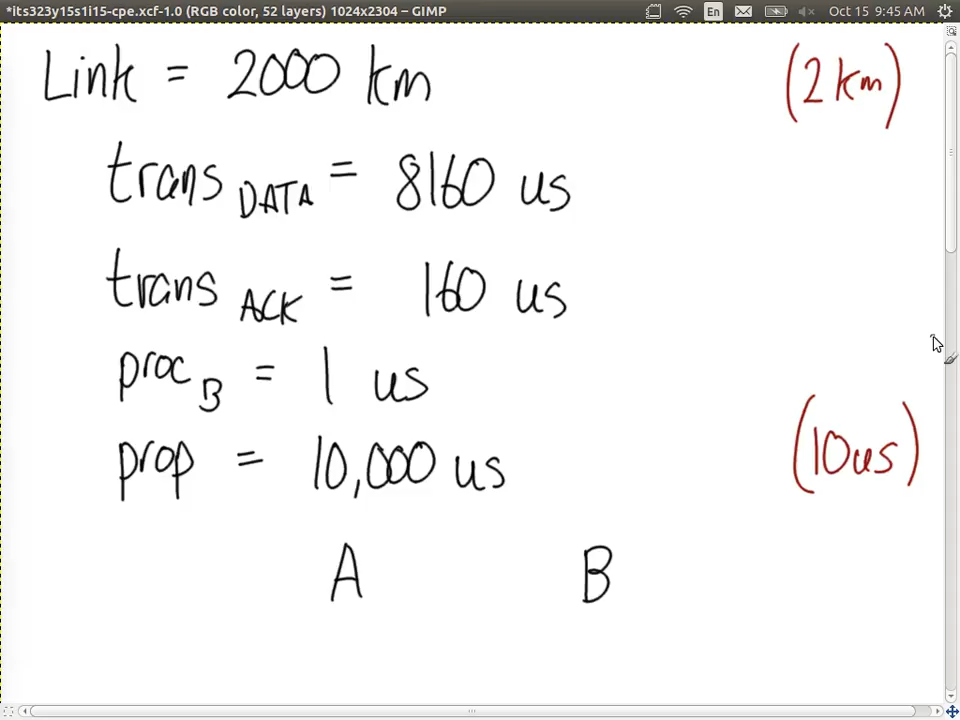 *its323y15s1i15-cpe.xcf-1.0 (RGB color, 52 layers) 1024x2304 – GIMP En Oct 15 9:45 AM
Link = 2000 km (2 km)
trans DATA = 8160 us
trans ACK = 160 us
proc B = 1 us
prop = 10,000 us (10us)
A B